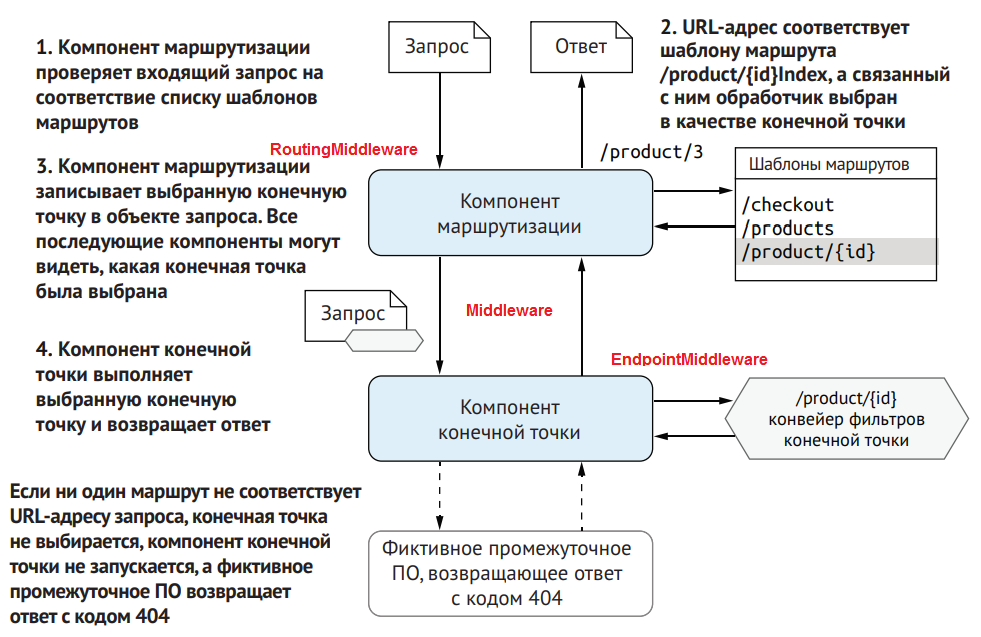 1. Компонент маршрутизации
проверяет входящий запрос на
соответствие списку шаблонов
маршрутов
Запрос
Ответ
2. URL-адрес соответствует
шаблону маршрута
/product/{id}Index, а связанный
с ним обработчик выбран
в качестве конечной точки
RoutingMiddleware
/product/3
3. Компонент маршрутизации
записывает выбранную конечную
точку в объекте запроса. Все
последующие компоненты могут
видеть, какая конечная точка
была выбрана
Компонент
маршрутизации
Шаблоны маршрутов
/checkout
/products
/product/{id}
Запрос
Middleware
EndpointMiddleware
4. Компонент конечной
точки выполняет
выбранную конечную
точку и возвращает ответ
Компонент
конечной точки
/product/{id}
конвейер фильтров
конечной точки
Если ни один маршрут не соответствует
URL-адресу запроса, конечная точка
не выбирается, компонент конечной
точки не запускается, а фиктивное
промежуточное ПО возвращает
ответ с кодом 404
Фиктивное промежуточное
ПО, возвращающее ответ
с кодом 404